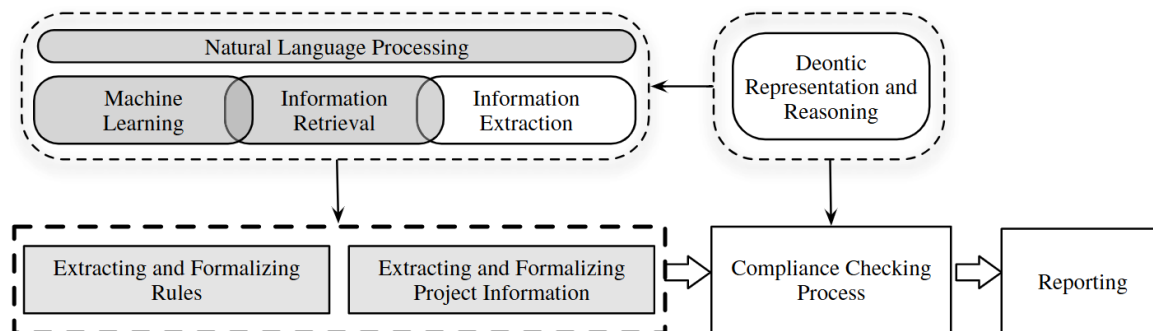 Natural Language Processing
Machine
Learning
Information
Retrieval
Information
Extraction
Deontic
Representation and
Reasoning
Extracting and Formalizing
Rules
Extracting and Formalizing
Project Information
Compliance Checking
Process
Reporting